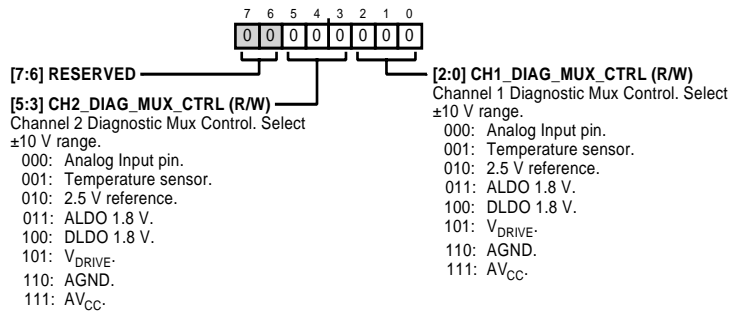 7 6 5 4 3 2 1 0
0 0 0 0 0 0 0 0
[7:6] RESERVED
[5:3] CH2_DIAG_MUX_CTRL (R/W)
Channel 2 Diagnostic Mux Control. Select
±10 V range.
000: Analog Input pin.
001: Temperature sensor.
010: 2.5 V reference.
011: ALDO 1.8 V.
100: DLDO 1.8 V.
101: VDRIVE.
110: AGND.
111: AVCC.
[2:0] CH1_DIAG_MUX_CTRL (R/W)
Channel 1 Diagnostic Mux Control. Select
±10 V range.
000: Analog Input pin.
001: Temperature sensor.
010: 2.5 V reference.
011: ALDO 1.8 V.
100: DLDO 1.8 V.
101: VDRIVE.
110: AGND.
111: AVCC.